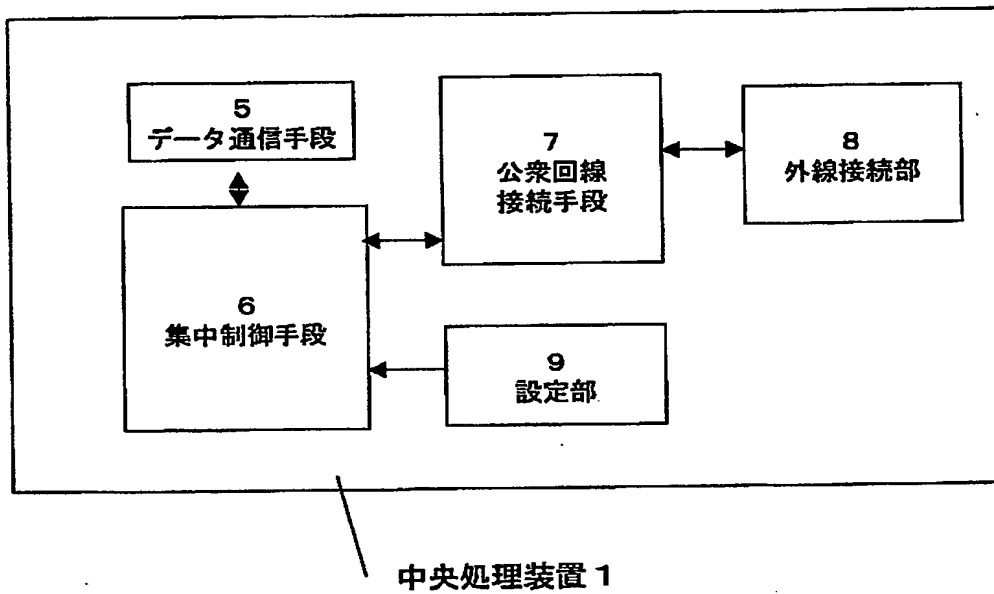 5
データ通信手段
7
公衆回線
接続手段
8
外線接続部
6
集中制御手段
9
設定部
中央処理装置1